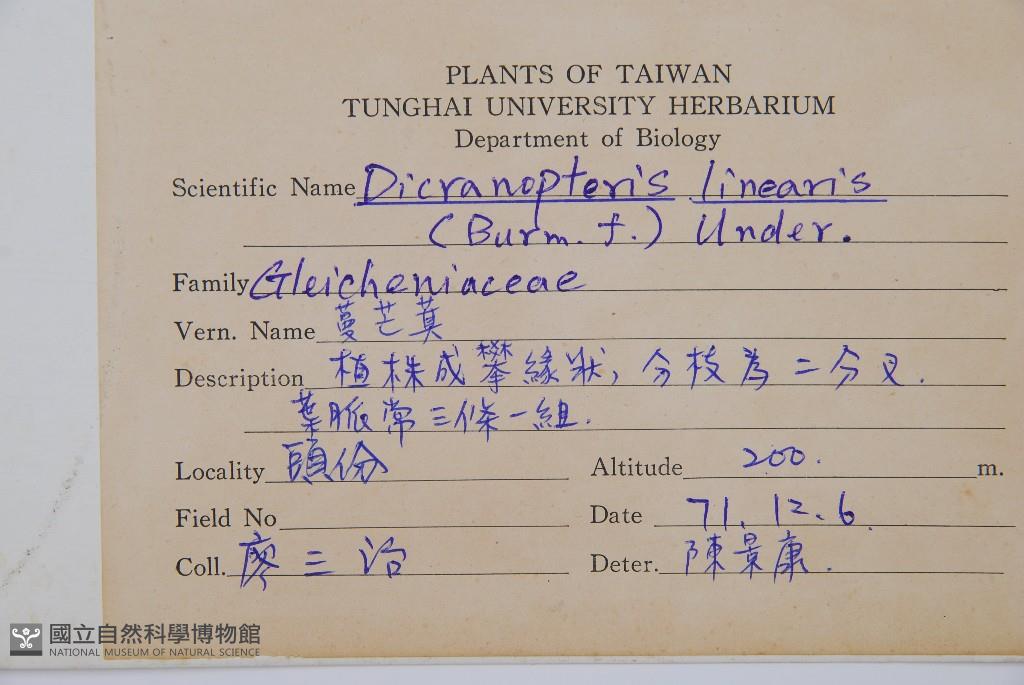 PLANTS OF TAIWAN
TUNGHAI UNIVERSITY HERBARIUM
Department of Biology
Scientific Name Dicranopteris linearis
(Burm. f.) Under.
Family Gleicheniaceae
Vern. Name 蔓芒萁
Description 植株成攀緣狀, 分枝為二分叉.
葉脈常三條一組.
Locality 頭份 Altitude 200. m.
Field No Date 71.12.6
Coll. 廖三治 Deter. 陳景康.
國立自然科學博物館
NATIONAL MUSEUM OF NATURAL SCIENCE